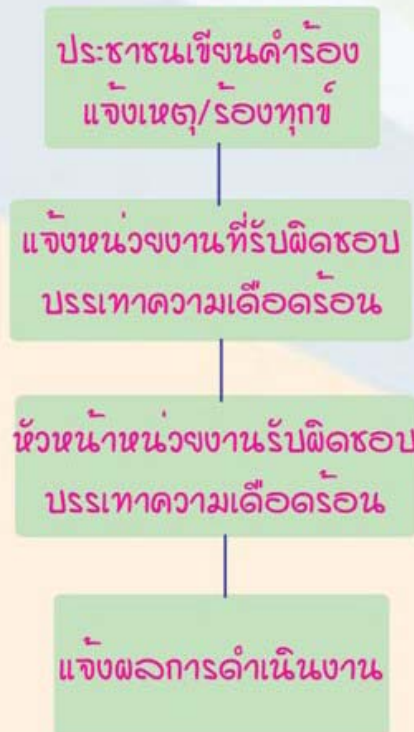 ประชาชนเขียนคำร้อง
แจ้งเหตุ/ร้องทุกข์
แจ้งหน่วยงานที่รับผิดชอบ
บรรเทาความเดือดร้อน
หัวหน้าหน่วยงานรับผิดชอบ
บรรเทาความเดือดร้อน
แจ้งผลการดำเนินงาน